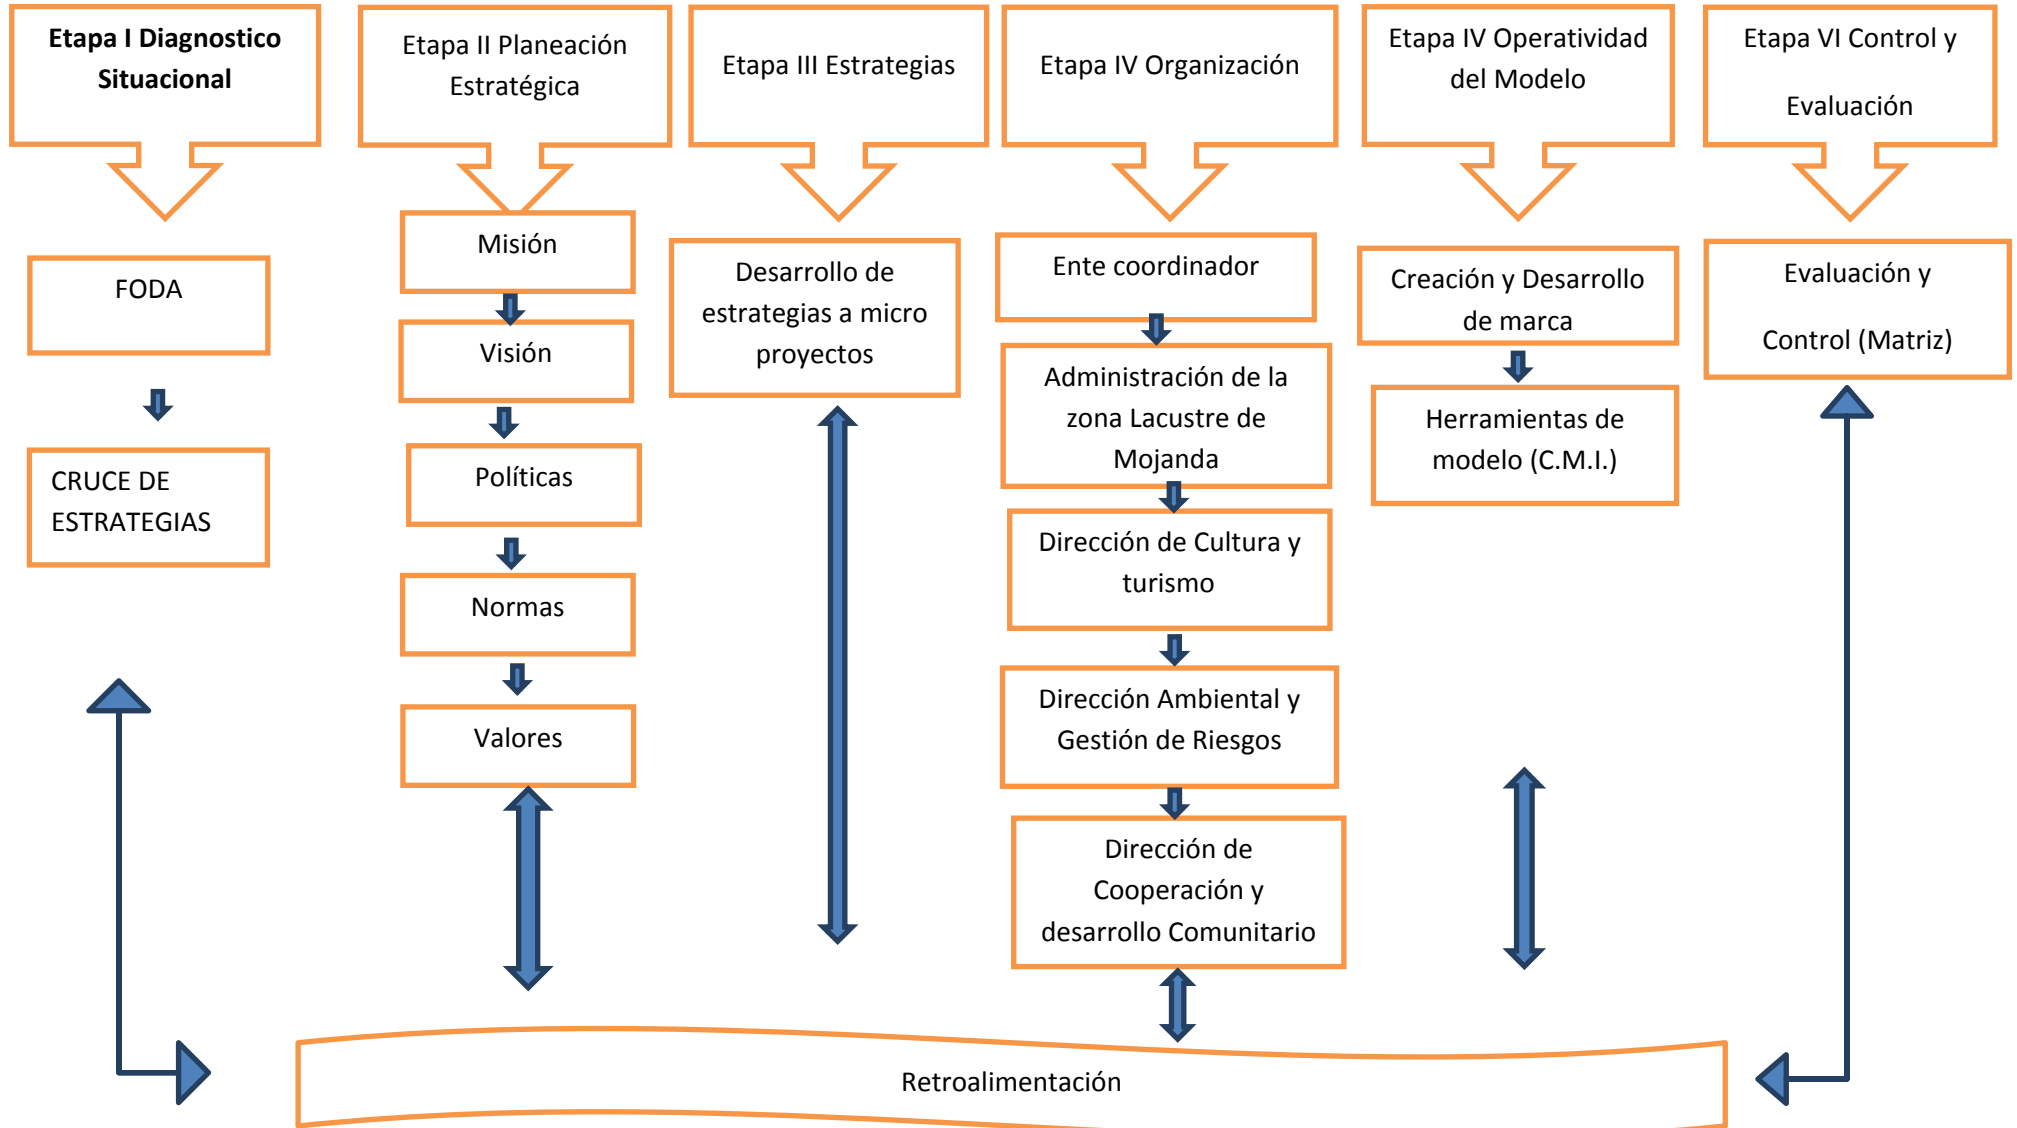 Etapa I Diagnostico
Situacional
Etapa II Planeación
Estratégica
Etapa III Estrategias
Etapa IV Organización
Etapa IV Operatividad
del Modelo
Etapa VI Control y
Evaluación
FODA
CRUCE DE
ESTRATEGIAS
Misión
Visión
Políticas
Normas
Valores
Desarrollo de
estrategias a micro
proyectos
Ente coordinador
Administración de la
zona Lacustre de
Mojanda
Dirección de Cultura y
turismo
Dirección Ambiental y
Gestión de Riesgos
Dirección de
Cooperación y
desarrollo Comunitario
Creación y Desarrollo
de marca
Herramientas de
modelo (C.M.I.)
Evaluación y
Control (Matriz)
Retroalimentación